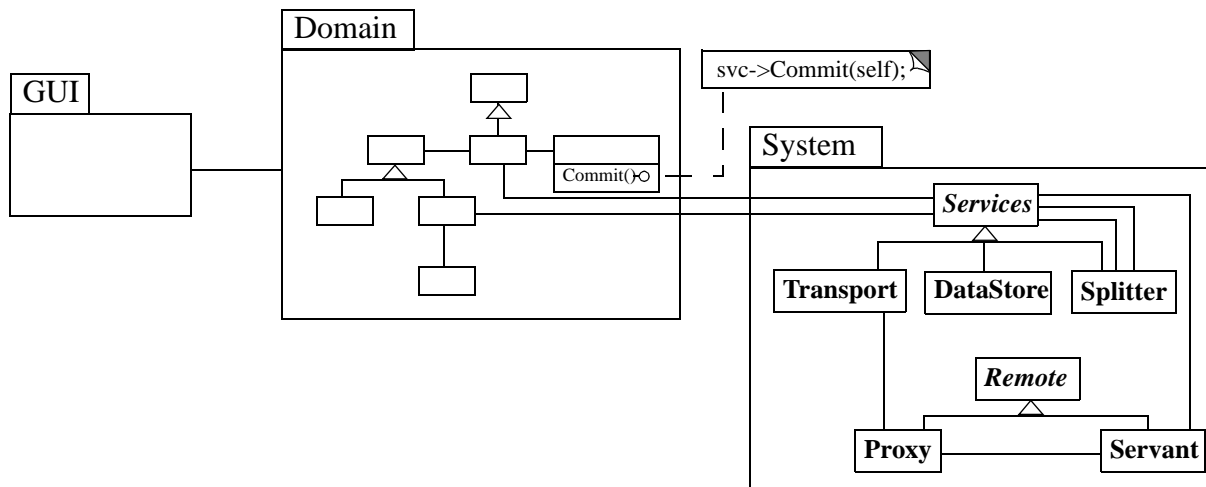 Domain
svc->Commit(self);
GUI
System
Commit()
Services
Transport
DataStore
Splitter
Remote
Proxy
Servant